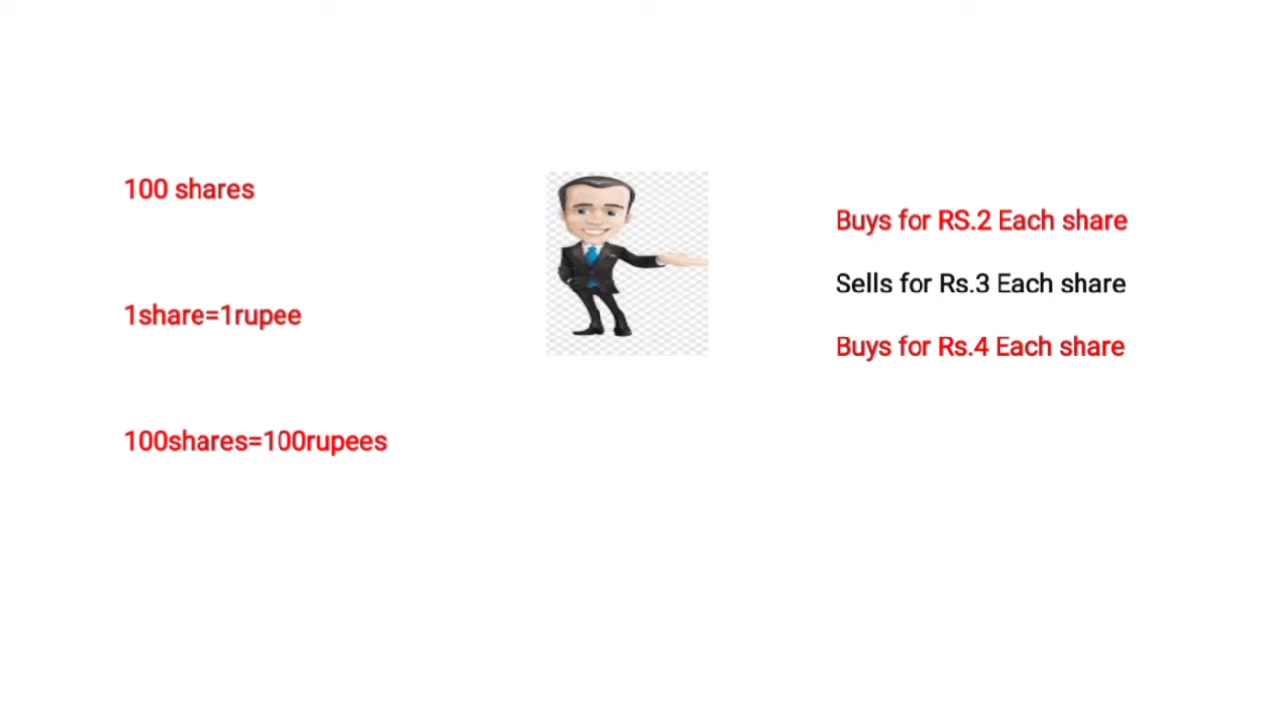 100 shares
1share=1rupee
100shares=100rupees
Buys for RS.2 Each share
Sells for Rs.3 Each share
Buys for Rs.4 Each share